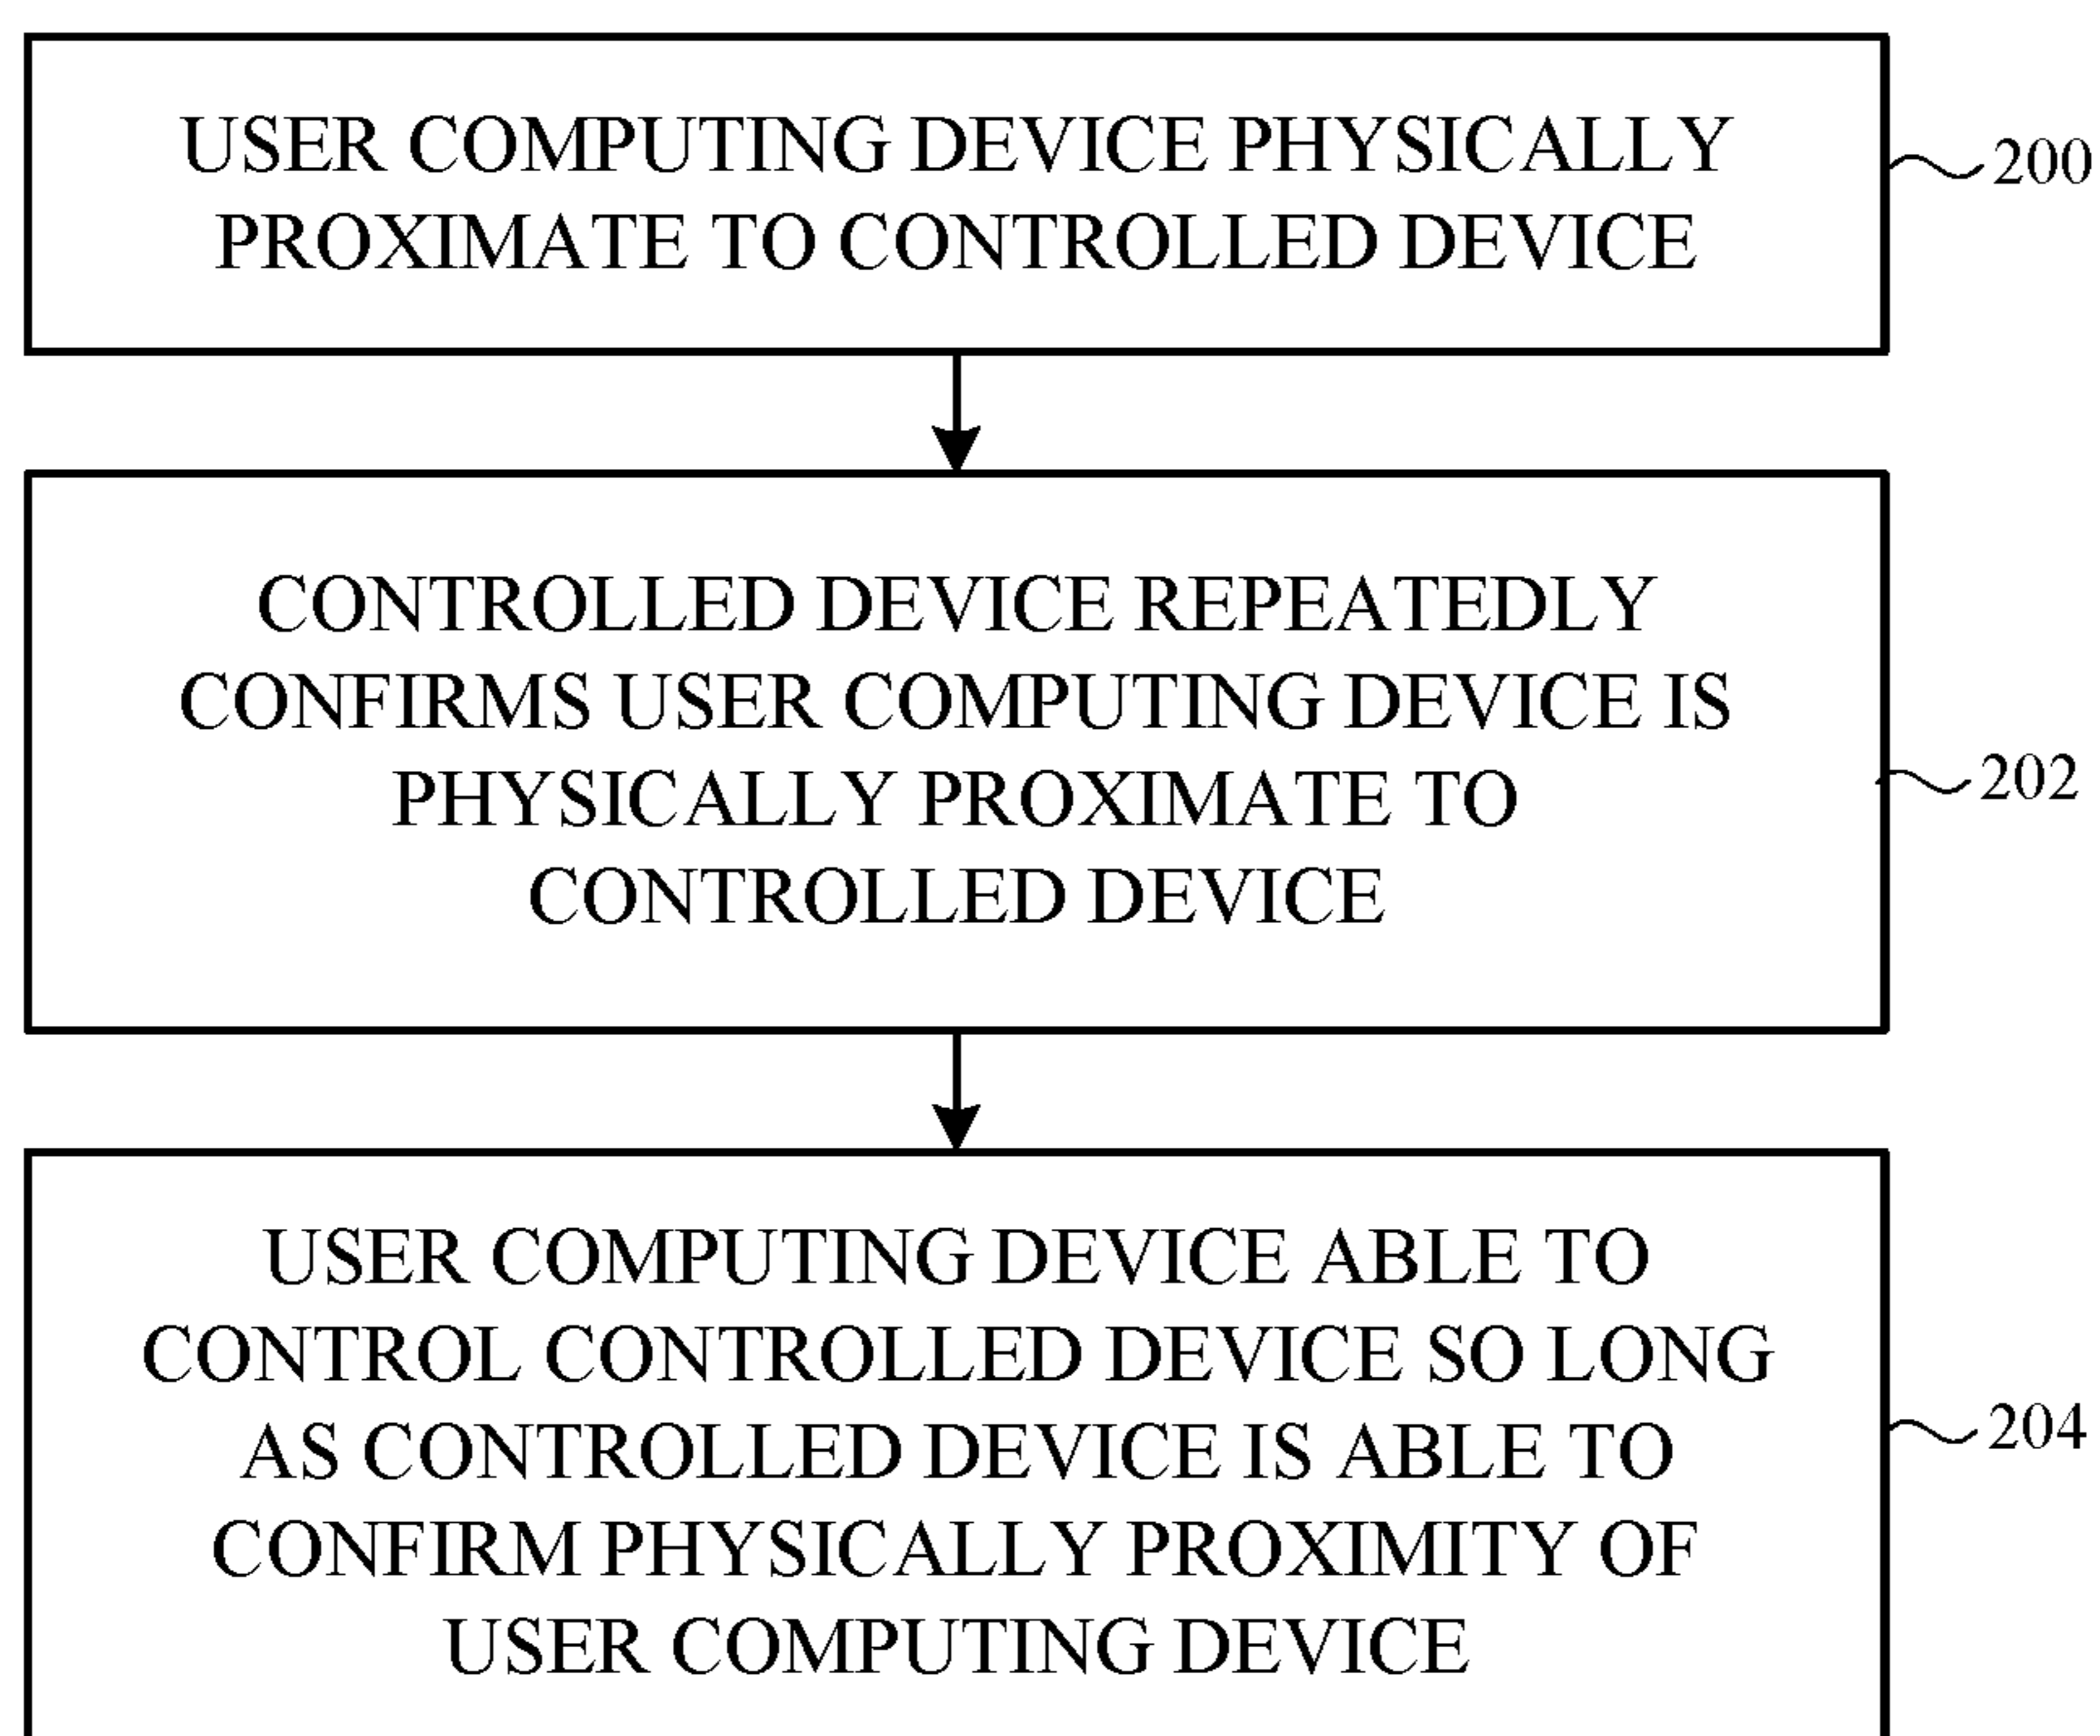 USER COMPUTING DEVICE PHYSICALLY
PROXIMATE TO CONTROLLED DEVICE
200
CONTROLLED DEVICE REPEATEDLY
CONFIRMS USER COMPUTING DEVICE IS
PHYSICALLY PROXIMATE TO
CONTROLLED DEVICE
202
USER COMPUTING DEVICE ABLE TO
CONTROL CONTROLLED DEVICE SO LONG
AS CONTROLLED DEVICE IS ABLE TO
CONFIRM PHYSICALLY PROXIMITY OF
USER COMPUTING DEVICE
204